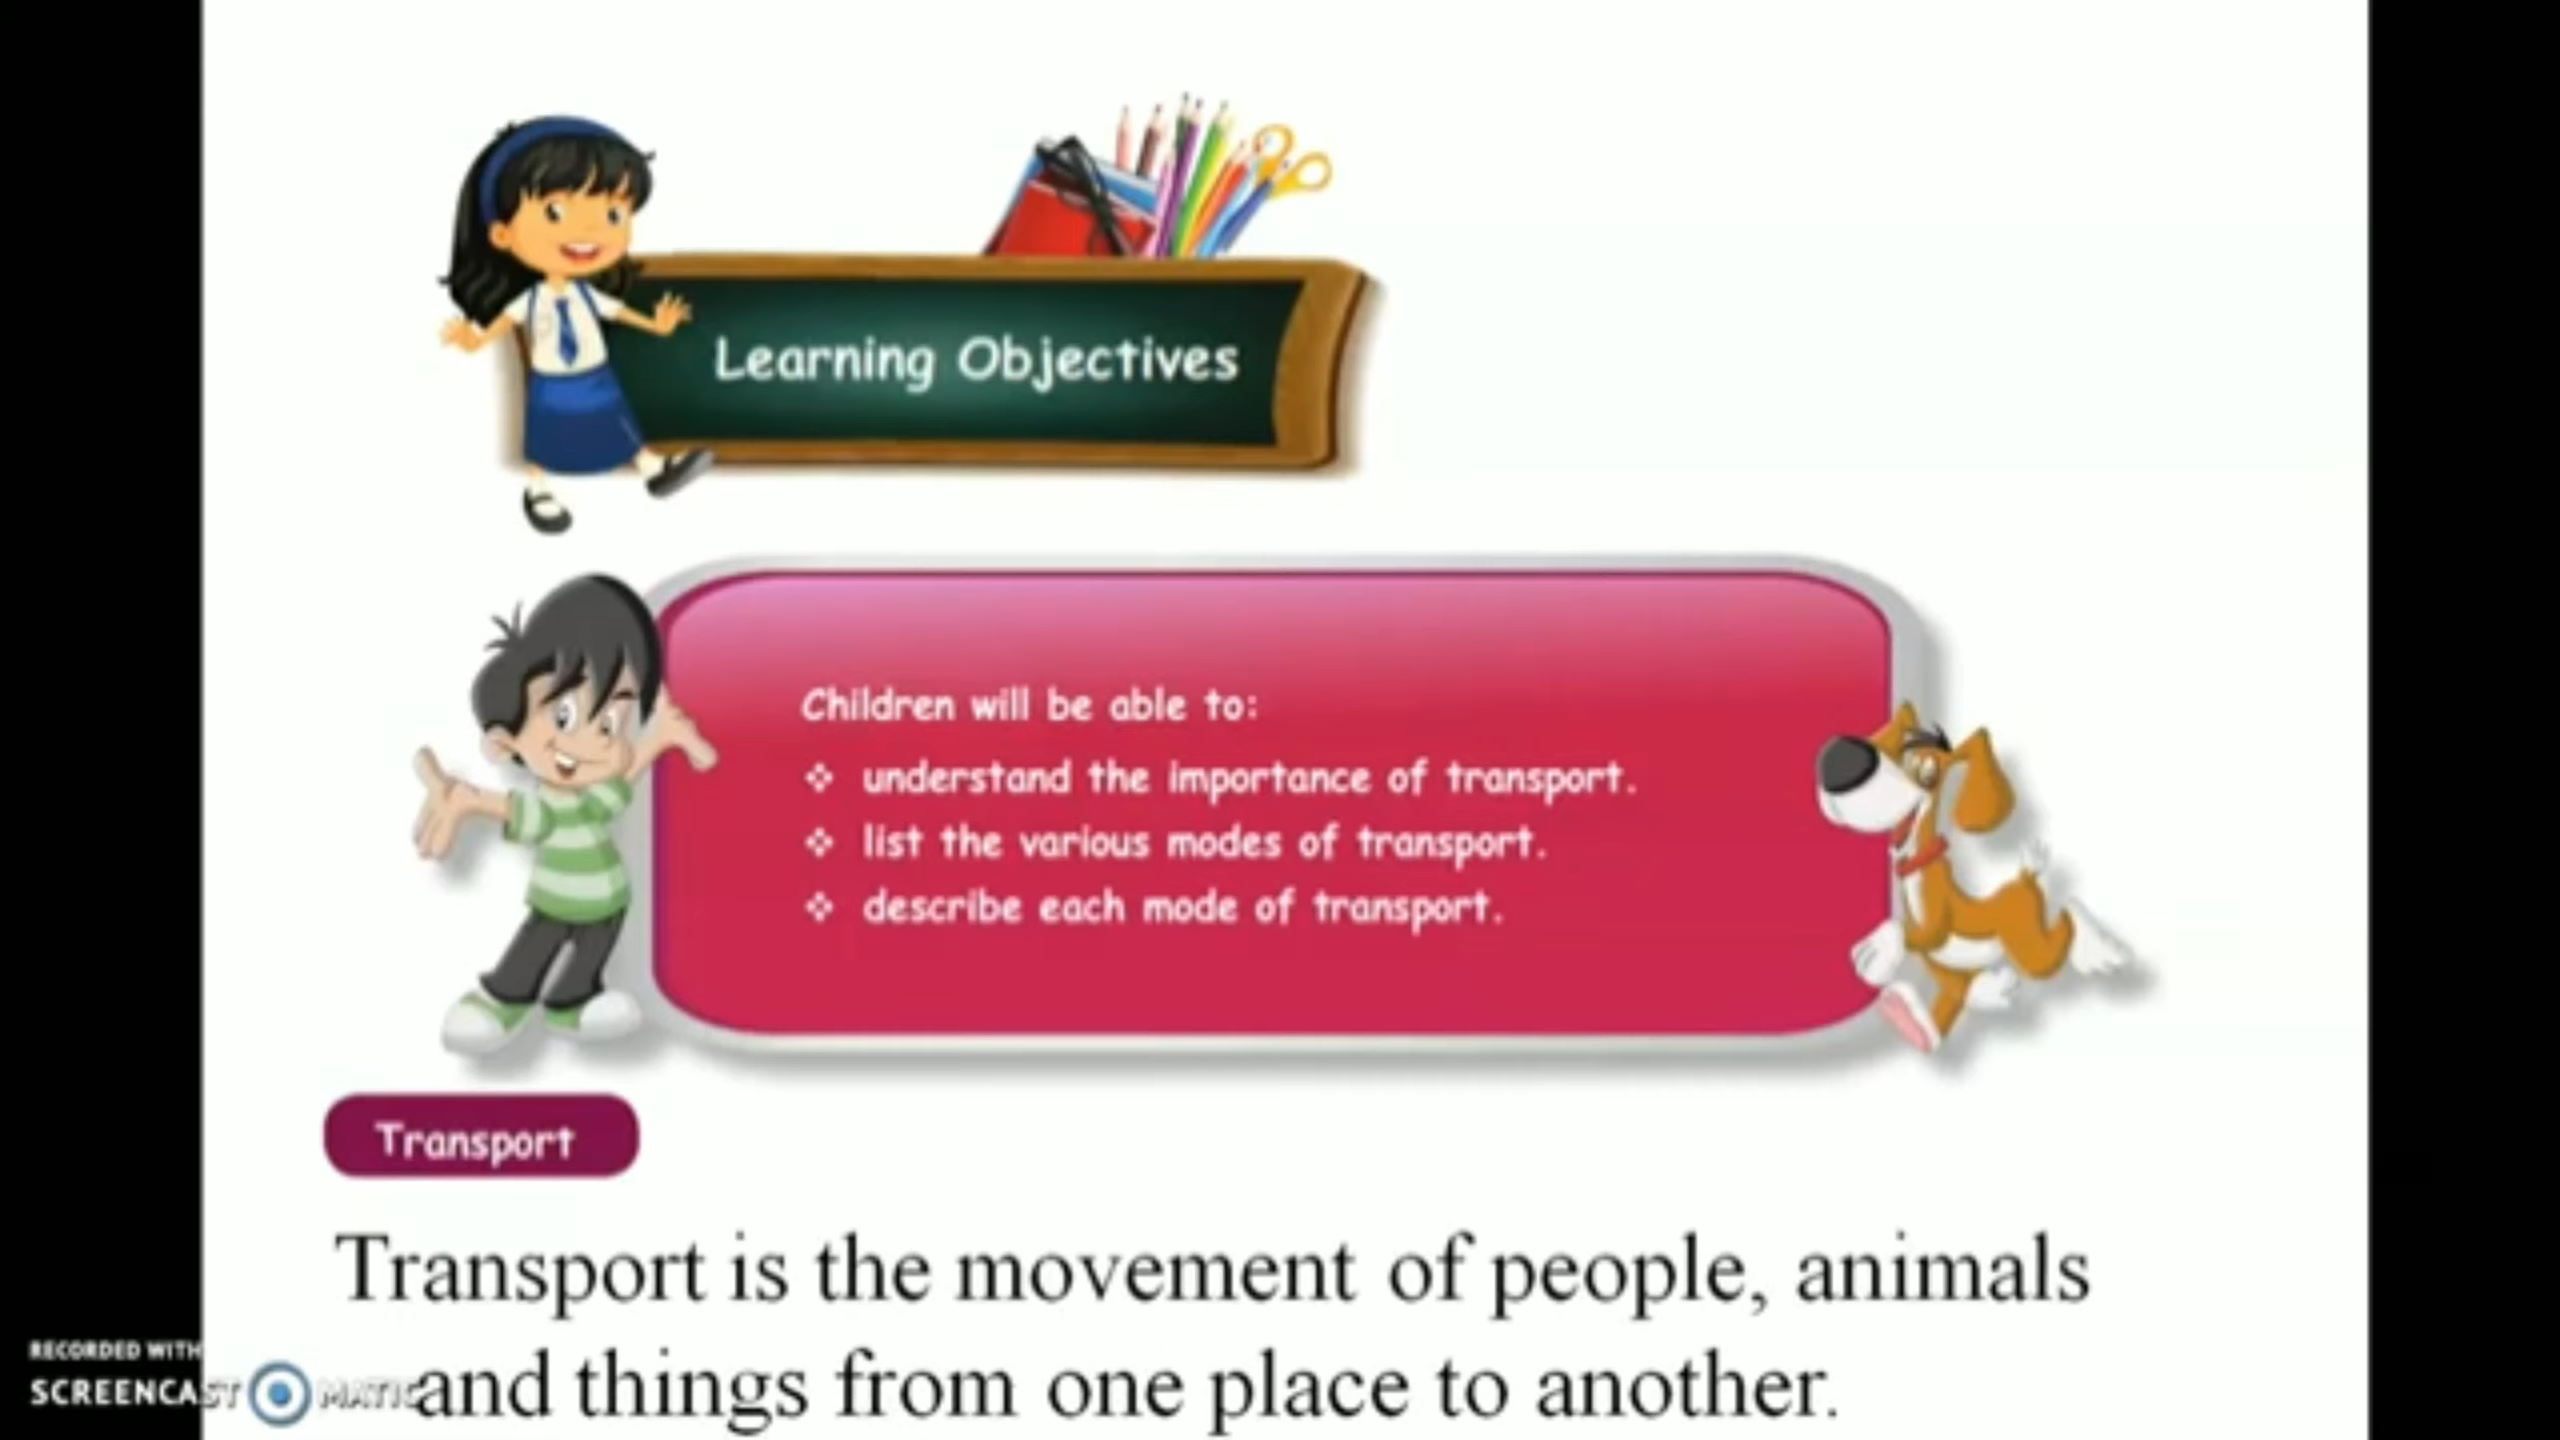 Learning Objectives
Children will be able to:
❖ understand the importance of transport.
❖ list the various modes of transport.
❖ describe each mode of transport.
Transport
Transport is the movement of people, animals
and things from one place to another.
RECORDED WITH
SCREENCAST MATIC